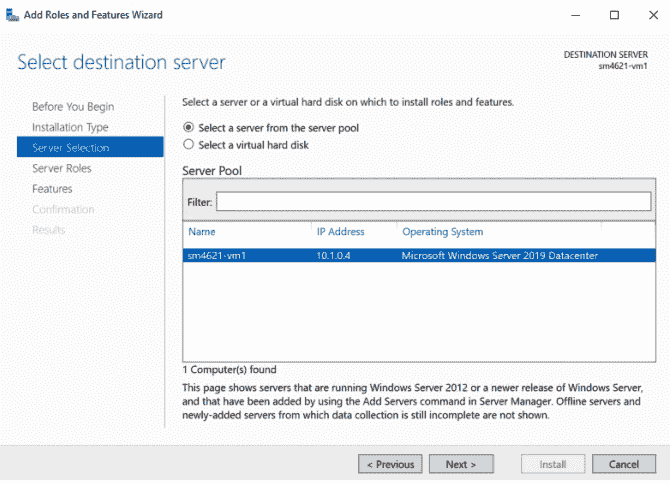 Add Roles and Features Wizard
Select destination server
DESTINATION SERVER
sm4621-vm1
Before You Begin
Installation Type
Server Selection
Server Roles
Features
Confirmation
Results
Select a server or a virtual hard disk on which to install roles and features.
Select a server from the server pool
Select a virtual hard disk
Server Pool
Filter:
Name IP Address Operating System
sm4621-vm1 10.1.0.4 Microsoft Windows Server 2019 Datacenter
1 Computer(s) found
This page shows servers that are running Windows Server 2012 or a newer release of Windows Server,
and that have been added by using the Add Servers command in Server Manager. Offline servers and
newly-added servers from which data collection is still incomplete are not shown.
< Previous Next > Install Cancel